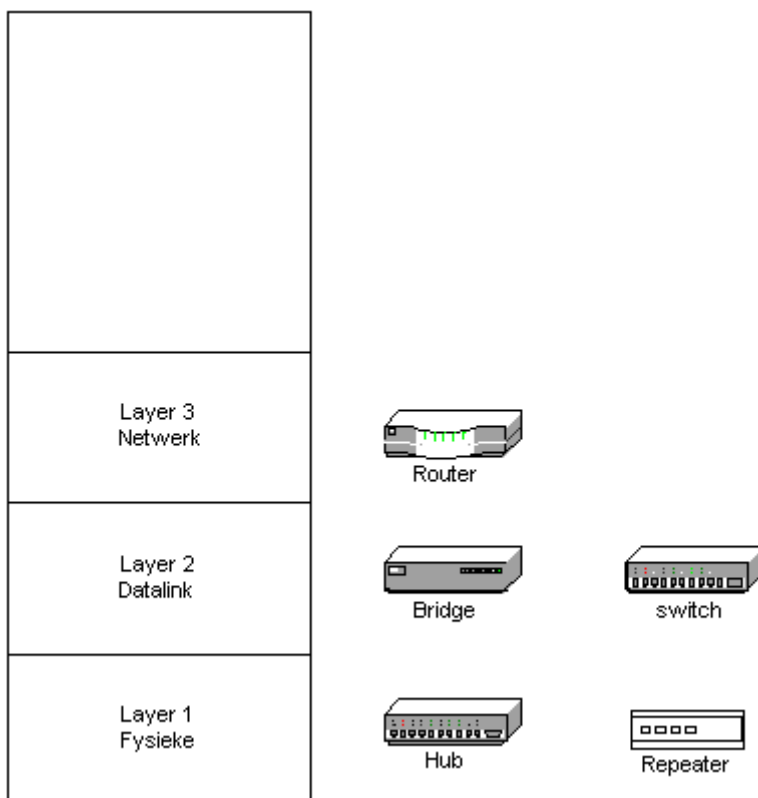 Layer 3
Netwerk
Router
Layer 2
Datalink
Bridge
switch
Layer 1
Fysieke
Hub
Repeater